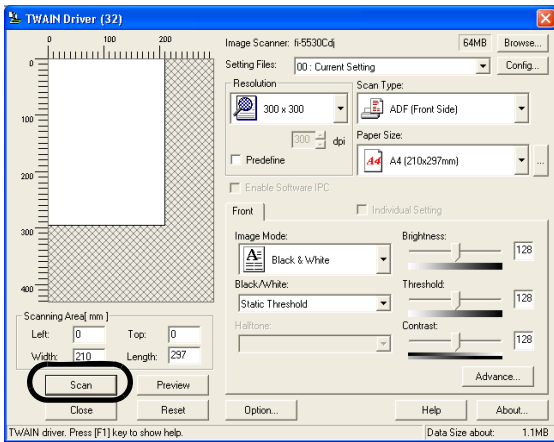 TWAIN Driver (32)
0 100 200
0
100
200
300
400
Image Scanner: fi-5530Cdj
64MB
Browse...
Setting Files:
00 : Current Setting
Config...
Resolution
300 x 300
300 dpi
Predefine
Scan Type:
ADF (Front Side)
Paper Size:
A4 A4 (210x297mm)
...
Enable Software IPC
Front
Individual Setting
Image Mode:
A Black & White
Black/White:
Static Threshold
Halftone:
Brightness:
128
Threshold:
128
Contrast:
128
Advance...
Scanning Area[ mm ]
Left: 0 Top: 0
Width: 210 Length: 297
Scan Preview
Close Reset
Option... Help About...
TWAIN driver. Press [F1] key to show help. Data Size about: 1.1MB